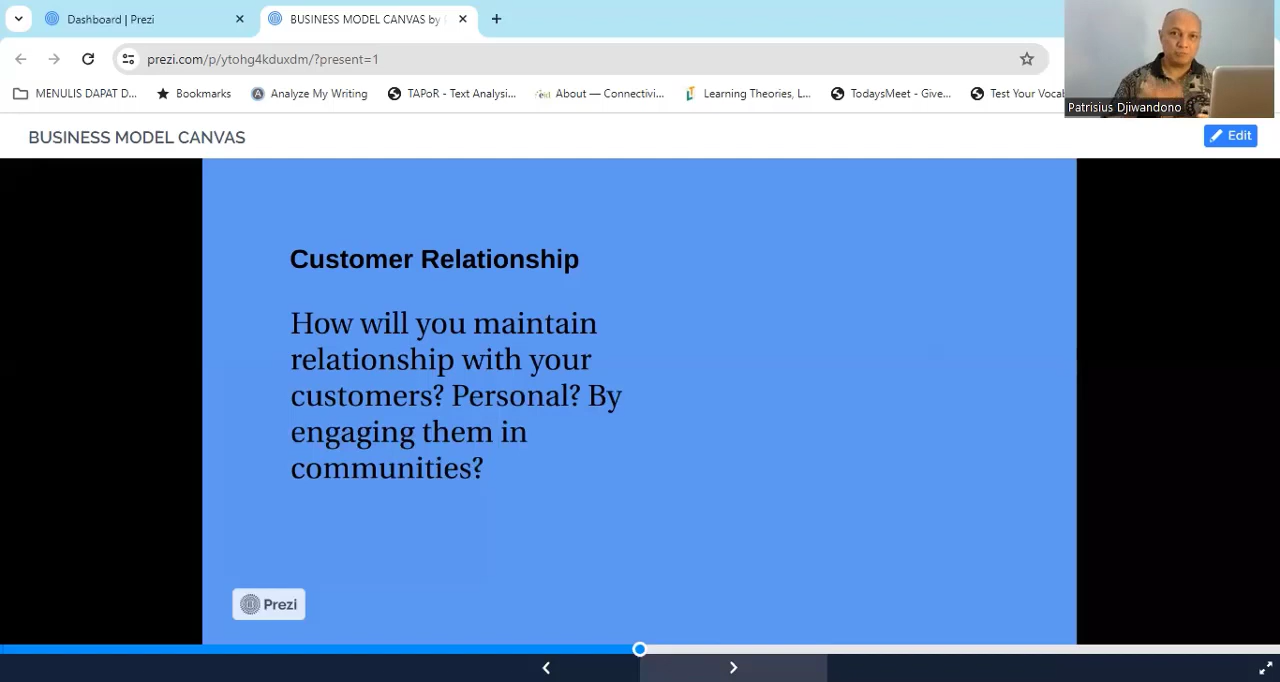 Dashboard | Prezi
BUSINESS MODEL CANVAS by
prezi.com/p/ytohg4kduxdm/?present=1
MENULIS DAPAT D...
Bookmarks
Analyze My Writing
TAPoR - Text Analysi...
About — Connectivi...
Learning Theories, L...
TodaysMeet - Give...
Test Your Vocab
Patrisius Djiwandono
BUSINESS MODEL CANVAS
Edit
Customer Relationship
How will you maintain
relationship with your
customers? Personal? By
engaging them in
communities?
Prezi